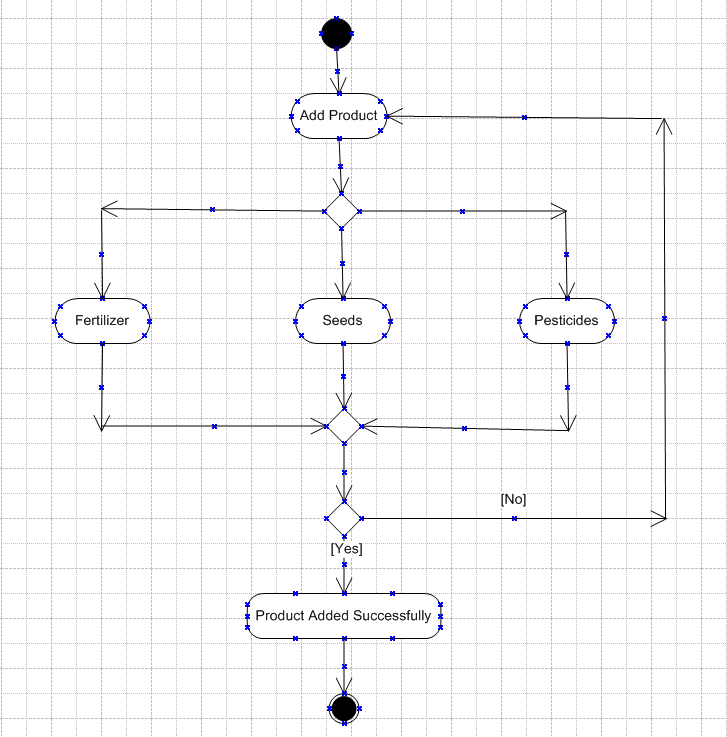 Add Product
Fertilizer
Seeds
Pesticides
[No]
[Yes]
Product Added Successfully